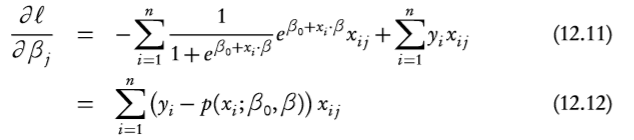 ∂ℓ/∂β_j = −∑_{i=1}^{n} 1/(1+e^{β_0+x_i·β}) e^{β_0+x_i·β} x_{ij} + ∑_{i=1}^{n} y_i x_{ij} (12.11)
= ∑_{i=1}^{n} (y_i − p(x_i; β_0, β)) x_{ij} (12.12)